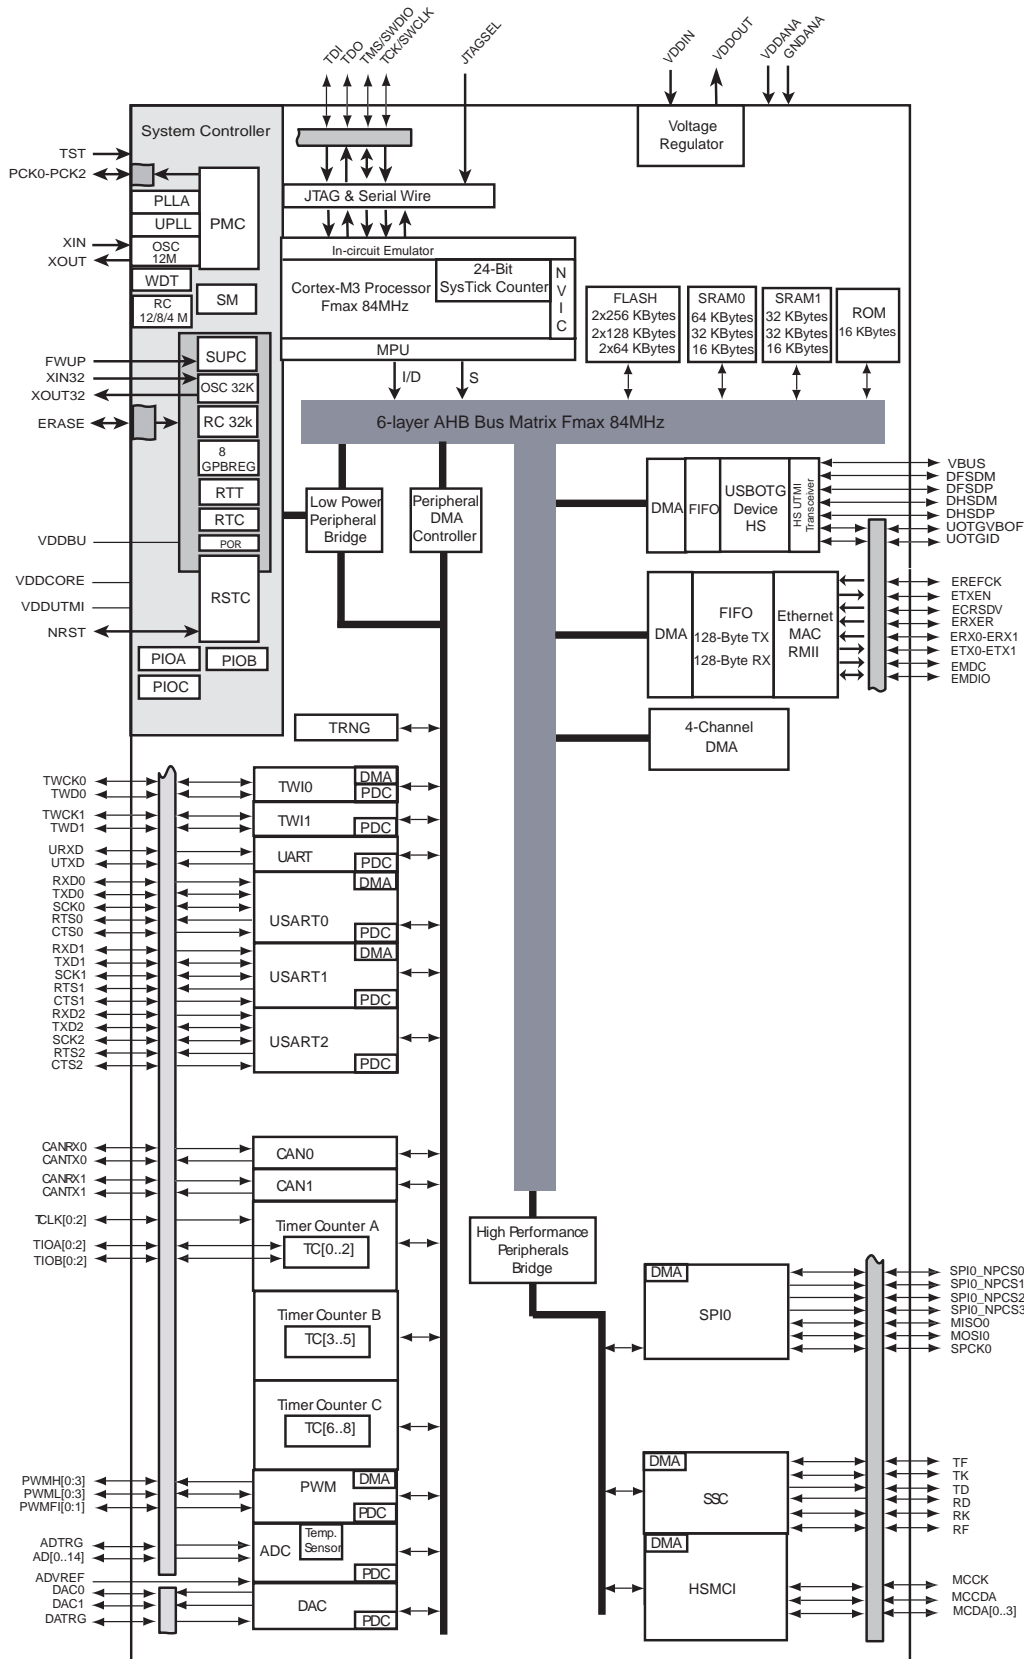 TDI
TDO
TMS/SWDIO
TCK/SWCLK
JTAGSEL
VDDIN
VDDOUT
VDDANA
GNDANA
System Controller
Voltage
Regulator
TST
PCK0-PCK2
PLLA
UPLL
PMC
XIN
XOUT
OSC
12M
WDT
RC
12/8/4 M
SM
JTAG & Serial Wire
In-circuit Emulator
Cortex-M3 Processor
Fmax 84MHz
24-Bit
SysTick Counter
N
V
I
C
MPU
I/D
S
FLASH
2x256 KBytes
2x128 KBytes
2x64 KBytes
SRAM0
64 KBytes
32 KBytes
16 KBytes
SRAM1
32 KBytes
32 KBytes
16 KBytes
ROM
16 KBytes
FWUP
XIN32
XOUT32
ERASE
SUPC
OSC 32K
RC 32k
8
GPBREG
RTT
RTC
POR
RSTC
VDDBU
VDDCORE
VDDUTMI
NRST
PIOA
PIOB
PIOC
6-layer AHB Bus Matrix Fmax 84MHz
Low Power
Peripheral
Bridge
Peripheral
DMA
Controller
DMA
FIFO
USBOTG
Device
HS
HS UTMI
Transceiver
VBUS
DFSDM
DFSDP
DHSDM
DHSDP
UOTGVBOF
UOTGID
DMA
FIFO
128-Byte TX
128-Byte RX
Ethernet
MAC
RMII
EREFCK
ETXEN
ECRSDV
ERXER
ERX0-ERX1
ETX0-ETX1
EMDC
EMDIO
TRNG
4-Channel
DMA
TWCK0
TWD0
TWI0
DMA
PDC
TWCK1
TWD1
TWI1
PDC
URXD
UTXD
UART
PDC
RXD0
TXD0
SCK0
RTS0
CTS0
USART0
DMA
PDC
RXD1
TXD1
SCK1
RTS1
CTS1
USART1
DMA
PDC
RXD2
TXD2
SCK2
RTS2
CTS2
USART2
PDC
CANRX0
CANTX0
CAN0
CANRX1
CANTX1
CAN1
TCLK[0:2]
TIOA[0:2]
TIOB[0:2]
Timer Counter A
TC[0..2]
Timer Counter B
TC[3..5]
Timer Counter C
TC[6..8]
High Performance
Peripherals
Bridge
DMA
SPI0
SPI0_NPCS0
SPI0_NPCS1
SPI0_NPCS2
SPI0_NPCS3
MISO0
MOSI0
SPCK0
PWMH[0:3]
PWML[0:3]
PWMFI[0:1]
PWM
DMA
PDC
DMA
SSC
TF
TK
TD
RD
RK
RF
ADTRG
AD[0..14]
ADVREF
ADC
Temp.
Sensor
PDC
DAC0
DAC1
DATRG
DAC
PDC
DMA
HSMCI
MCCK
MCCDA
MCDA[0..3]